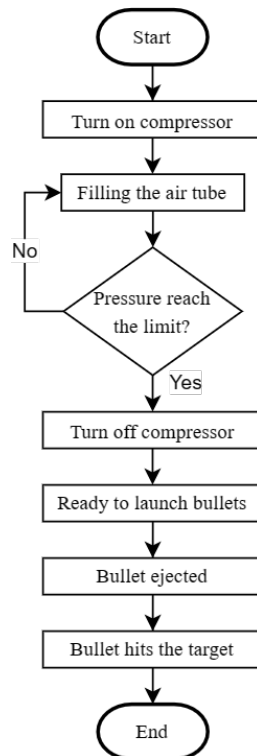 Start
Turn on compressor
Filling the air tube
No
Pressure reach
the limit?
Yes
Turn off compressor
Ready to launch bullets
Bullet ejected
Bullet hits the target
End